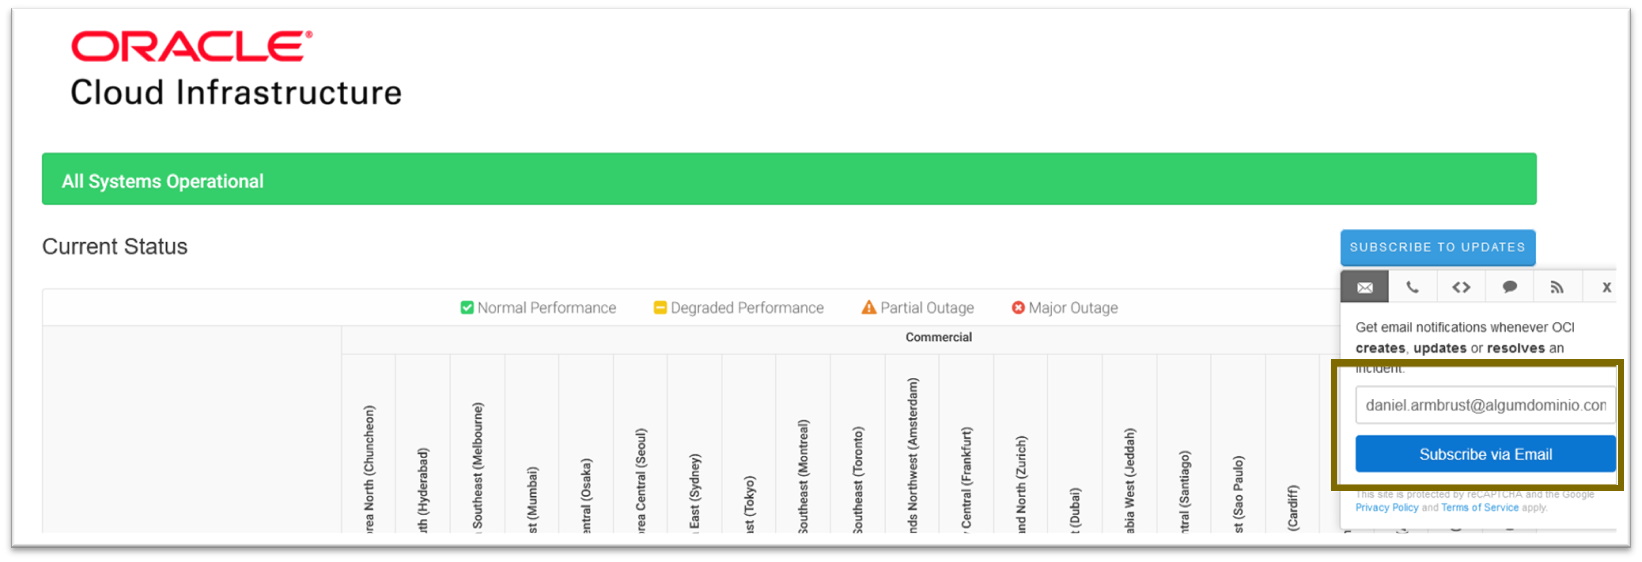 ORACLE®
Cloud Infrastructure
All Systems Operational
Current Status
SUBSCRIBE TO UPDATES
X
Normal Performance
Degraded Performance
Partial Outage
Major Outage
Get email notifications whenever OCI
creates, updates or resolves an
incident.
daniel.armbrust@algumdominio.con
Subscribe via Email
This site is protected by reCAPTCHA and the Google
Privacy Policy and Terms of Service apply.
Commercial
rea North (Chuncheon)
uth (Hyderabad)
Southeast (Melbourne)
st (Mumbai)
entral (Osaka)
rea Central (Seoul)
East (Sydney)
ast (Tokyo)
Southeast (Montreal)
Southeast (Toronto)
nds Northwest (Amsterdam)
y Central (Frankfurt)
and North (Zurich)
t (Dubai)
abia West (Jeddah)
ntral (Santiago)
st (Sao Paulo)
(Cardiff)